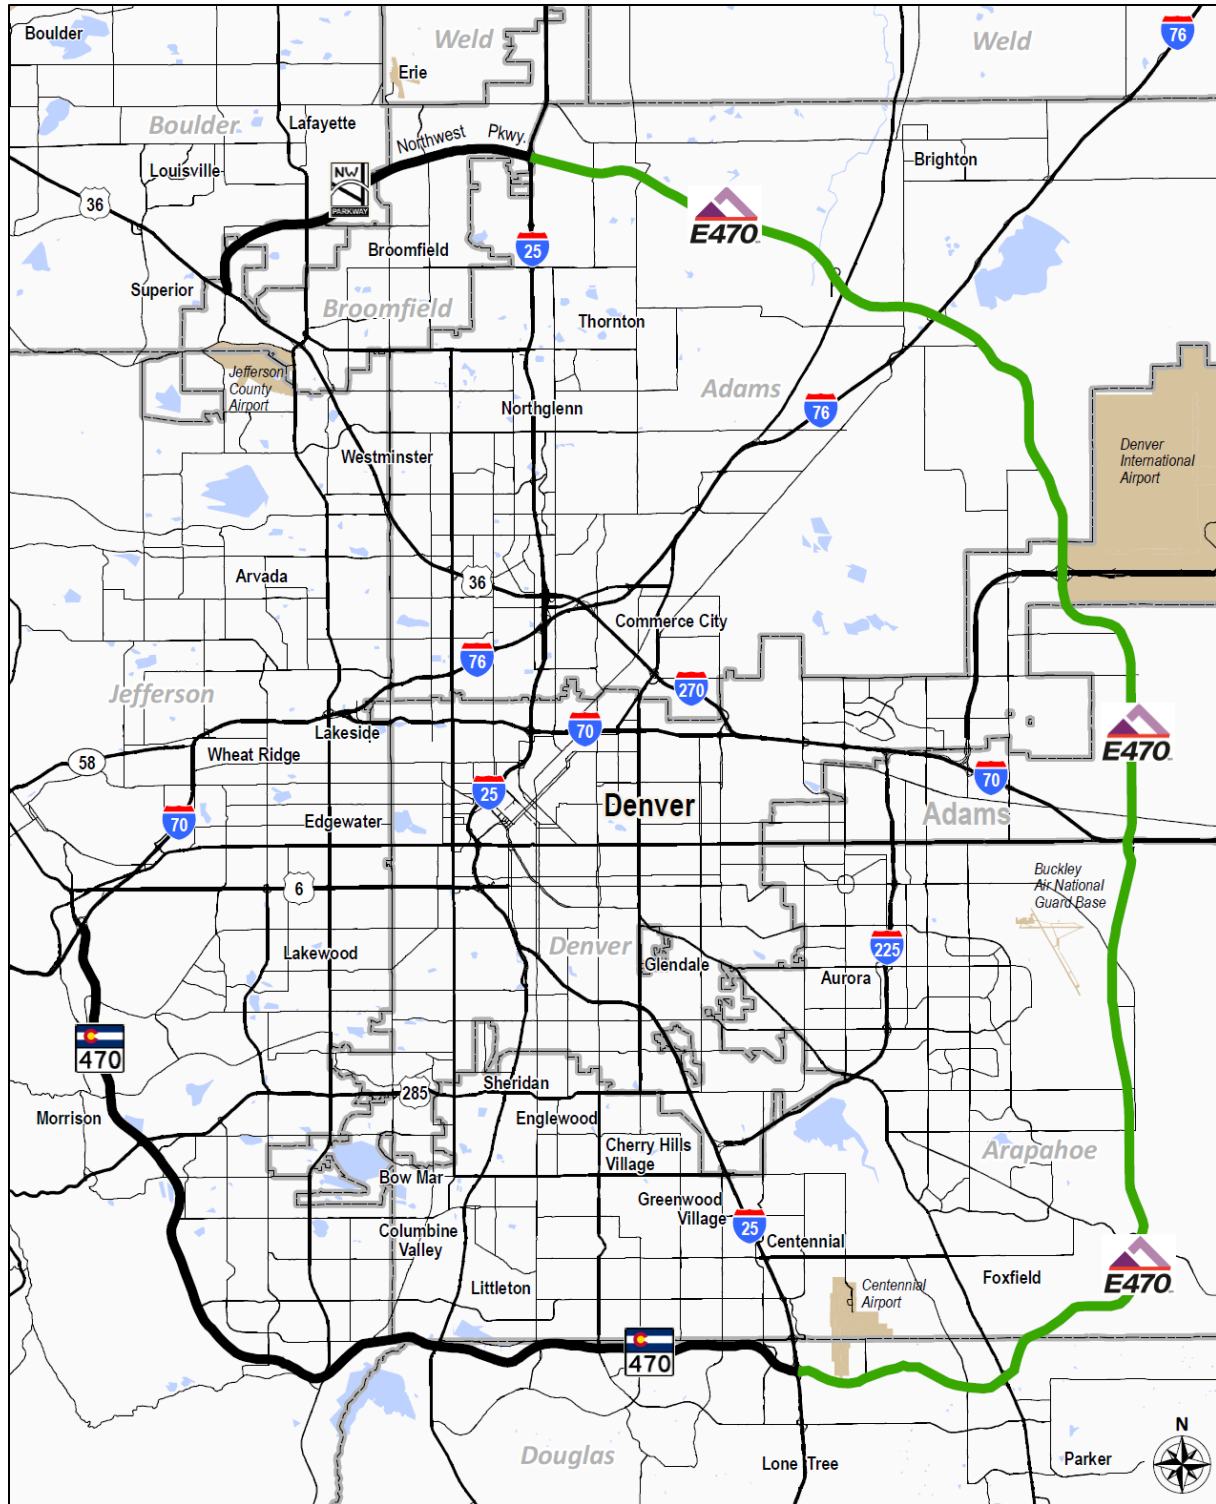 Boulder
Weld
Weld
76
Erie
Boulder
Lafayette
Northwest Pkwy.
Brighton
Louisville
NW
PARKWAY
36
E470
Broomfield
25
Superior
Broomfield
Thornton
Jefferson
County
Airport
Adams
76
Northglenn
Westminster
Denver
International
Airport
Arvada
36
Commerce City
76
Jefferson
270
Lakeside
70
E470
Wheat Ridge
58
70
25
Denver
70
Edgewater
Adams
Buckley
Air National
Guard Base
6
Lakewood
Denver
Glendale
225
Aurora
470
Sheridan
285
Morrison
Englewood
Cherry Hills
Village
Arapahoe
Bow Mar
Greenwood
Village
25
Columbine
Valley
Centennial
E470
Littleton
Centennial
Airport
Foxfield
470
Douglas
Lone Tree
Parker
N